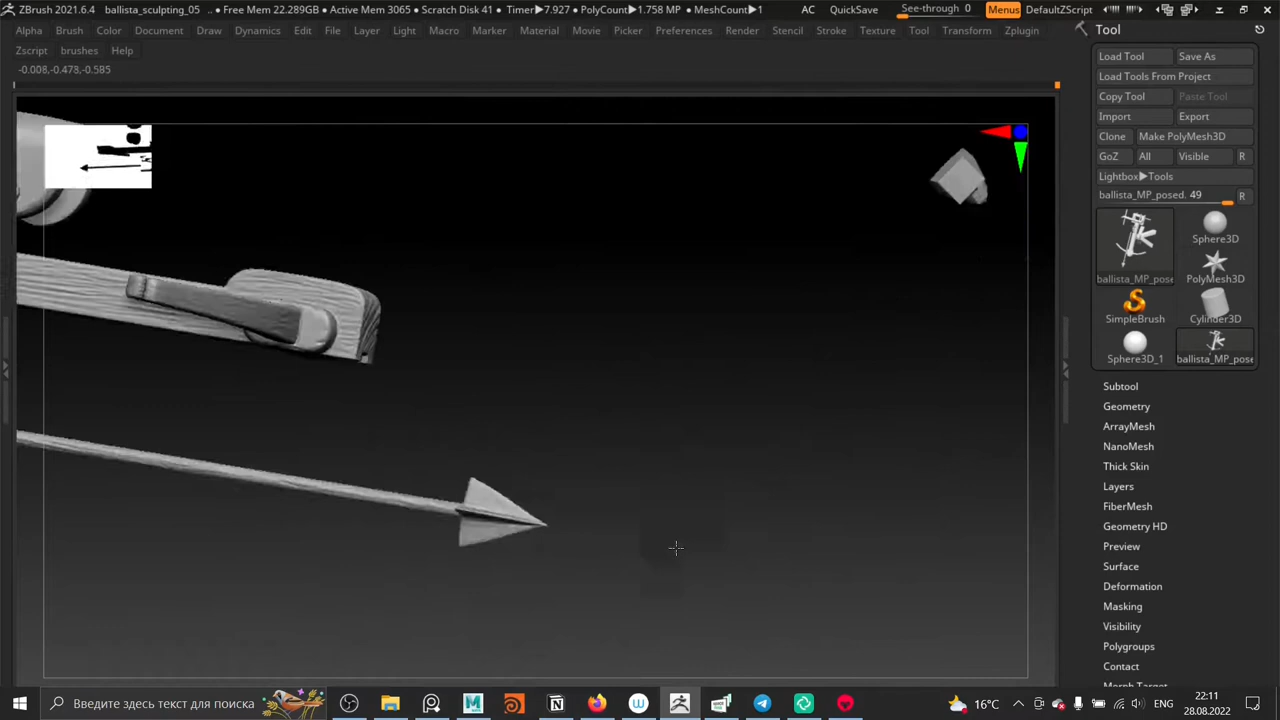 ZBrush 2021.6.4 ballista_sculpting_05 .. • Free Mem 22.289GB • Active Mem 3065 • Scratch Disk 41 • Timer▶7.927 • PolyCount▶1.758 MP • MeshCount▶1 AC QuickSave See-through 0 Menus DefaultZScript
Alpha Brush Color Document Draw Dynamics Edit File Layer Light Macro Marker Material Movie Picker Preferences Render Stencil Stroke Texture Tool Transform Zplugin
Zscript brushes Help
-0.008,-0.478,-0.585
Tool
Load Tool Save As
Load Tools From Project
Copy Tool Paste Tool
Import Export
Clone Make PolyMesh3D
GoZ All Visible R
Lightbox▶Tools
ballista_MP_posed. 49 R
Sphere3D
ballista_MP_pose PolyMesh3D
SimpleBrush Cylinder3D
Sphere3D_1 ballista_MP_pose
Subtool
Geometry
ArrayMesh
NanoMesh
Thick Skin
Layers
FiberMesh
Geometry HD
Preview
Surface
Deformation
Masking
Visibility
Polygroups
Contact
Morph Target
Введите здесь текст для поиска
16°C
ENG
22:11
28.08.2022